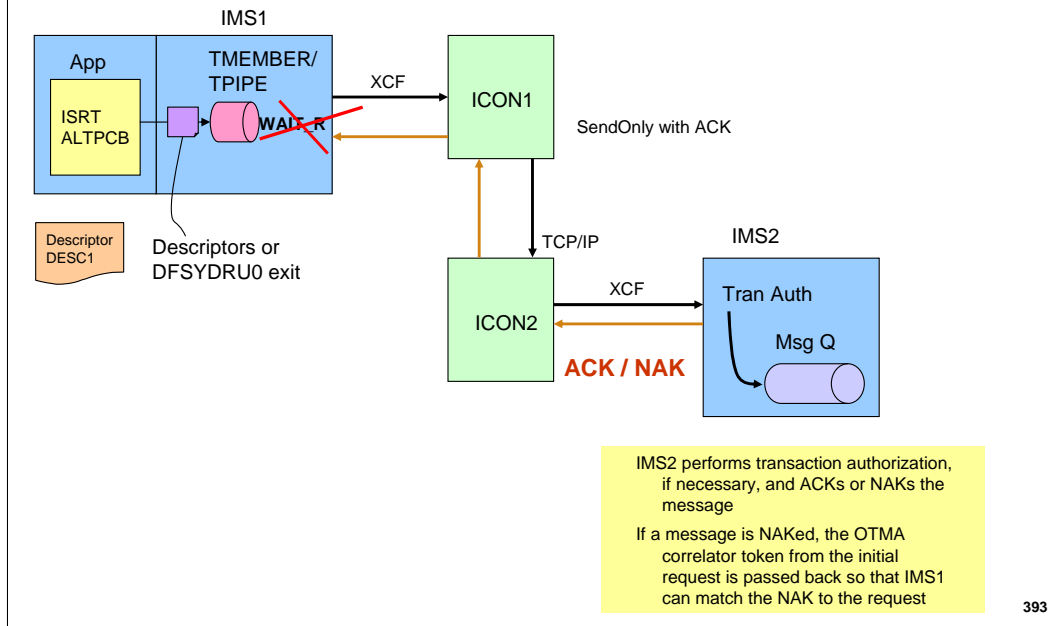 IMS1
App
TMEMBER/
TPIPE
XCF
ICON1
ISRT
ALTPCB
WAIT_R
SendOnly with ACK
Descriptor
DESC1
Descriptors or
DFSYDRU0 exit
TCP/IP
IMS2
XCF
Tran Auth
ICON2
Msg Q
ACK / NAK
IMS2 performs transaction authorization,
if necessary, and ACKs or NAKs the
message
If a message is NAKed, the OTMA
correlator token from the initial
request is passed back so that IMS1
can match the NAK to the request
393